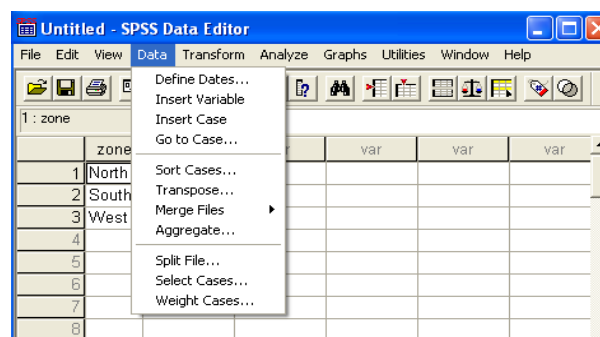 Untitled - SPSS Data Editor
File Edit View Data Transform Analyze Graphs Utilities Window Help
1 : zone
zone var var var
Define Dates...
Insert Variable
Insert Case
Go to Case...
Sort Cases...
Transpose...
Merge Files
Aggregate...
Split File...
Select Cases...
Weight Cases...
1 North
2 South
3 West
4
5
6
7
8